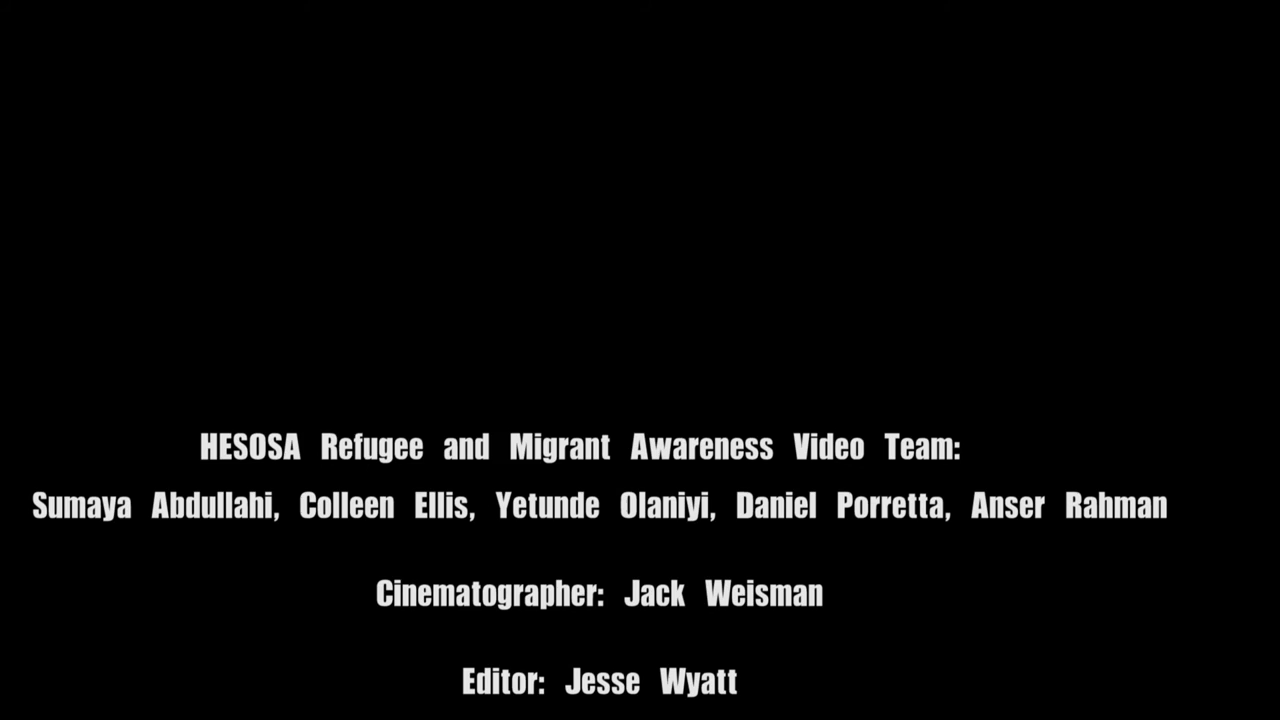 HESOSA Refugee and Migrant Awareness Video Team:
Sumaya Abdullahi, Colleen Ellis, Yetunde Olaniyi, Daniel Porretta, Anser Rahman
Cinematographer: Jack Weisman
Editor: Jesse Wyatt